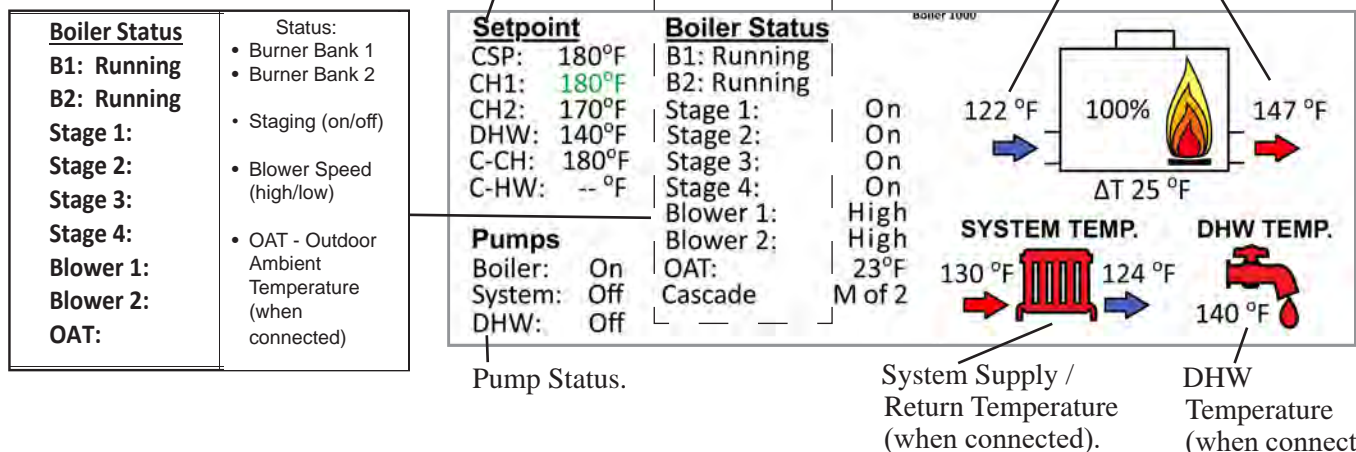 Boiler Status
B1: Running
B2: Running
Stage 1:
Stage 2:
Stage 3:
Stage 4:
Blower 1:
Blower 2:
OAT:
Status:
• Burner Bank 1
• Burner Bank 2
• Staging (on/off)
• Blower Speed
(high/low)
• OAT - Outdoor
Ambient
Temperature
(when
connected)
Setpoint
CSP: 180°F
CH1: 180°F
CH2: 170°F
DHW: 140°F
C-CH: 180°F
C-HW: -- °F
Pumps
Boiler: On
System: Off
DHW: Off
Boiler Status
B1: Running
B2: Running
Stage 1: On
Stage 2: On
Stage 3: On
Stage 4: On
Blower 1: High
Blower 2: High
OAT: 23°F
Cascade M of 2
Boiler 1000
122 °F
100%
147 °F
ΔT 25 °F
SYSTEM TEMP.
130 °F
124 °F
DHW TEMP.
140 °F
Pump Status.
System Supply /
Return Temperature
(when connected).
DHW
Temperature
(when connect